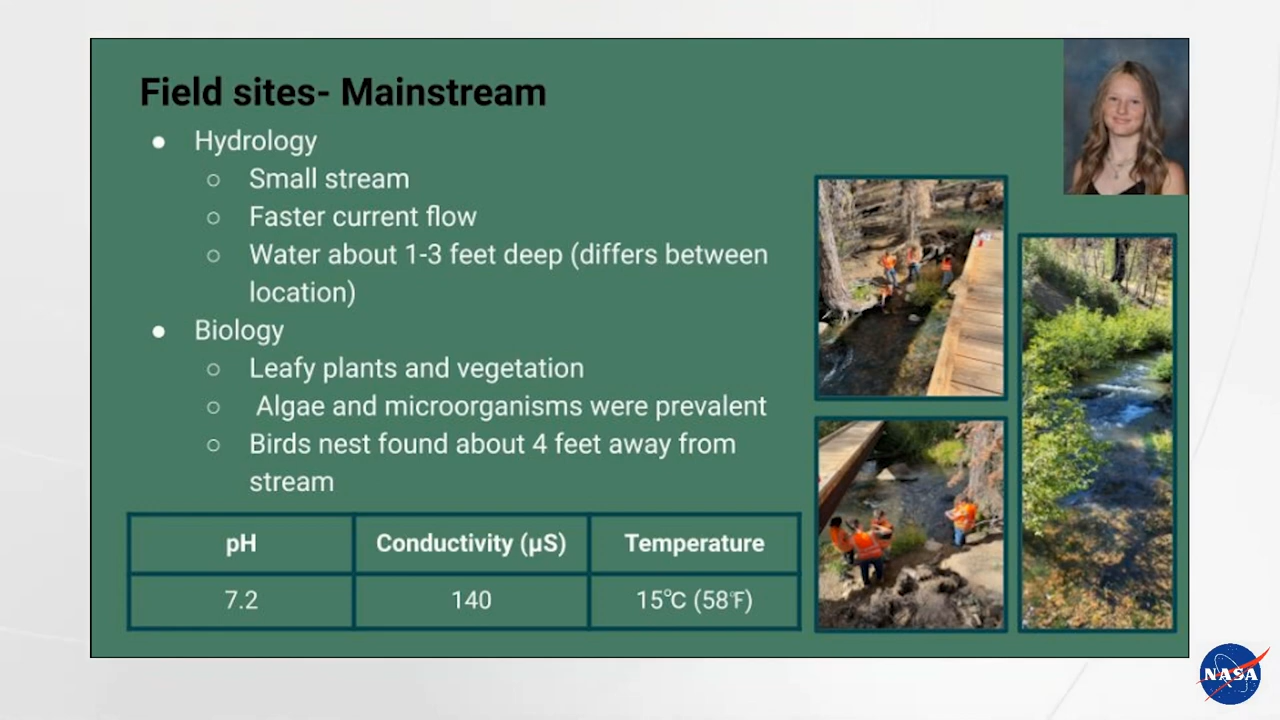 Field sites- Mainstream
● Hydrology
○ Small stream
○ Faster current flow
○ Water about 1-3 feet deep (differs between
location)
● Biology
○ Leafy plants and vegetation
○ Algae and microorganisms were prevalent
○ Birds nest found about 4 feet away from
stream
pH Conductivity (µS) Temperature
7.2 140 15℃ (58℉)
NASA